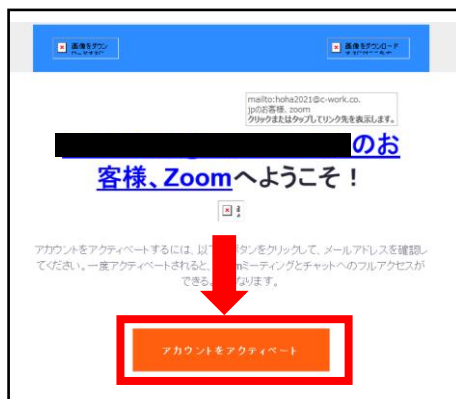 画像をダウン
画像をダウンロード
mailto:hoha2021@c-work.co.
jpのお客様、zoom
クリックまたはタップしてリンク先を表示します。
のお
客様、Zoomへようこそ！
アカウントをアクティベートするには、以下 ボタンをクリックして、メールアドレスを確認し
てください。一度アクティベートされると、 mミーティングとチャットへのフルアクセスが
できる なります。
アカウントをアクティベート